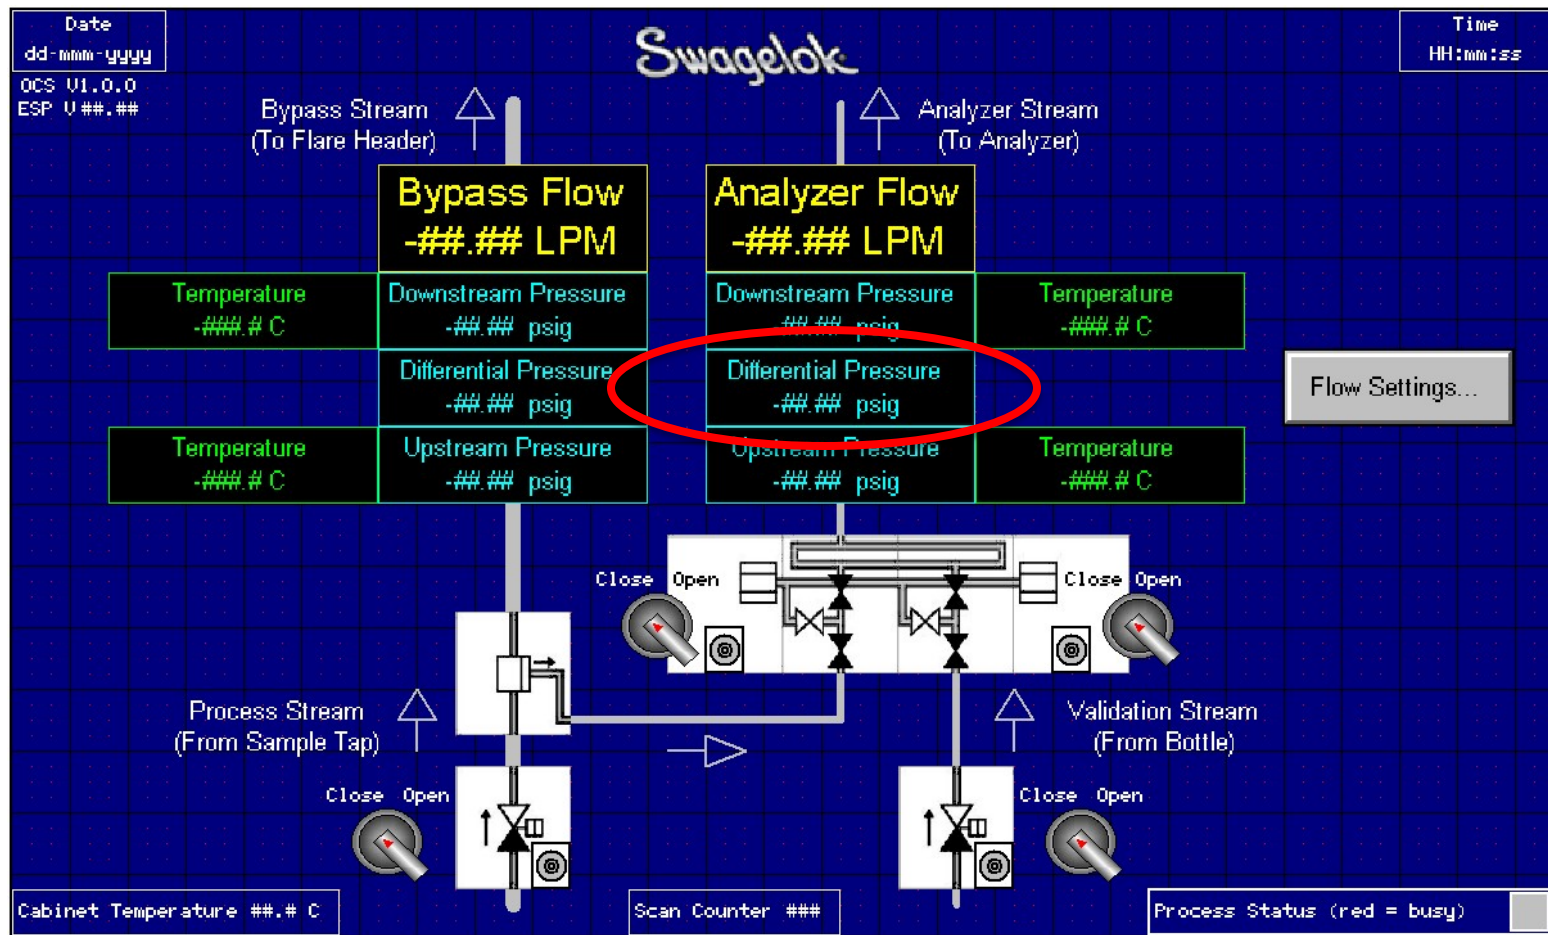 Date
dd-mmm-yyyy
OCS V1.0.0
ESP V ##.##
Swagelok
Time
HH:mm:ss
Bypass Stream
(To Flare Header)
Analyzer Stream
(To Analyzer)
Bypass Flow
-##.## LPM
Analyzer Flow
-##.## LPM
Temperature
-###.# C
Downstream Pressure
-##.## psig
Downstream Pressure
-##.## psig
Temperature
-###.# C
Differential Pressure
-##.## psig
Differential Pressure
-##.## psig
Flow Settings...
Temperature
-###.# C
Upstream Pressure
-##.## psig
Upstream Pressure
-##.## psig
Temperature
-###.# C
Close Open
Close Open
Process Stream
(From Sample Tap)
Validation Stream
(From Bottle)
Close Open
Close Open
Cabinet Temperature ##.# C
Scan Counter ###
Process Status (red = busy)